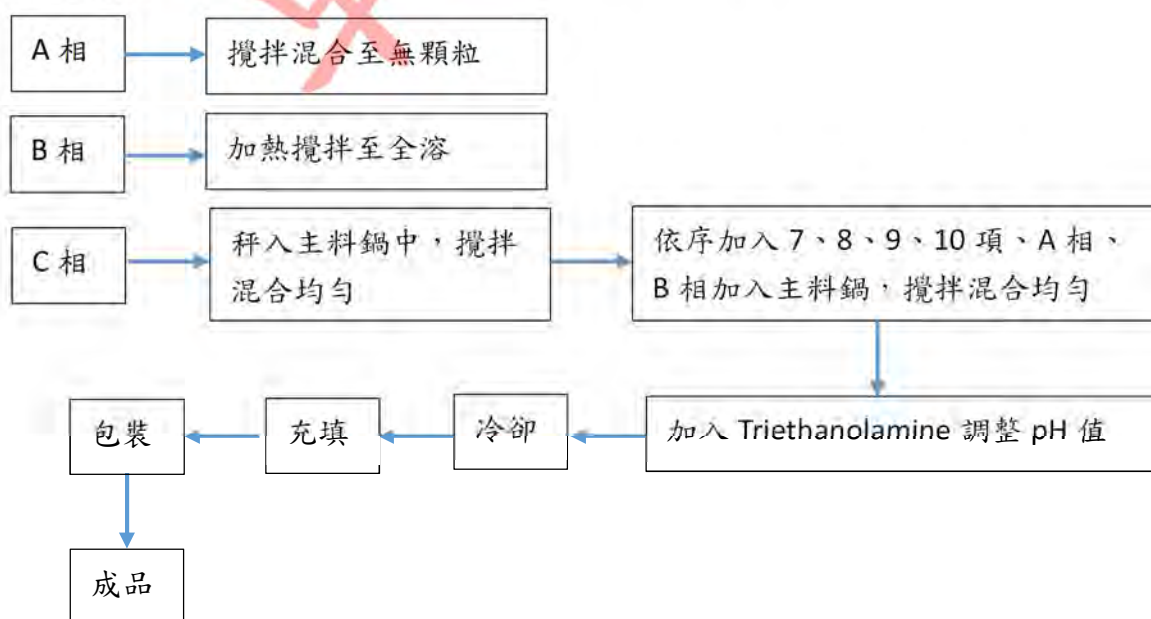 A 相
攪拌混合至無顆粒
B 相
加熱攪拌至全溶
C 相
秤入主料鍋中，攪拌
混合均勻
依序加入 7、8、9、10 項、A 相、
B 相加入主料鍋，攪拌混合均勻
加入 Triethanolamine 調整 pH 值
冷卻
充填
包裝
成品